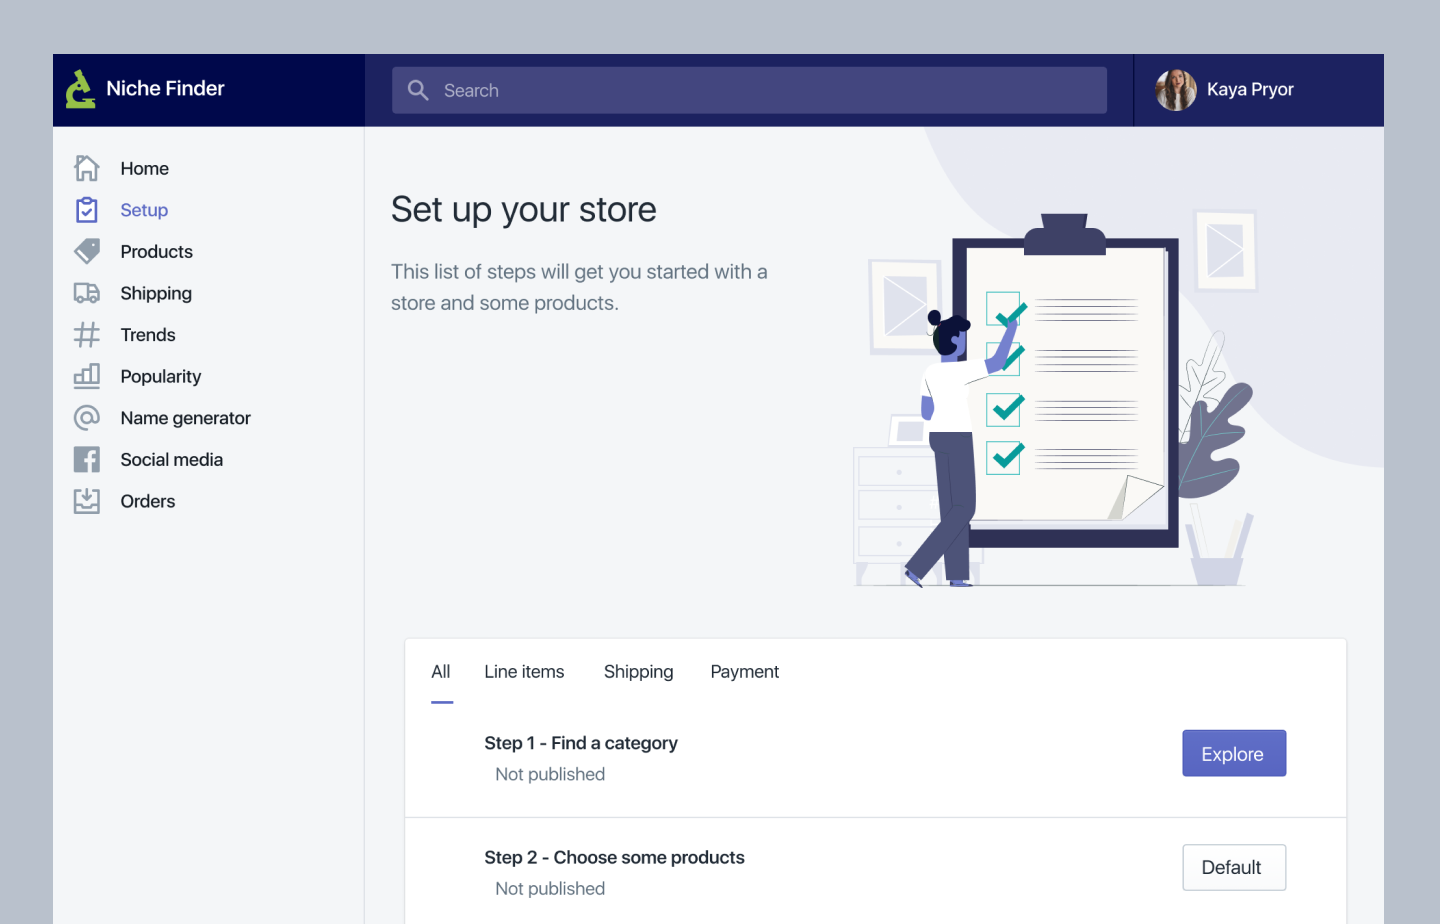 Niche Finder
Search
Kaya Pryor
Home
Setup
Products
Shipping
Trends
Popularity
Name generator
Social media
Orders
Set up your store
This list of steps will get you started with a
store and some products.
All Line items Shipping Payment
Step 1 - Find a category
Not published
Explore
Step 2 - Choose some products
Not published
Default